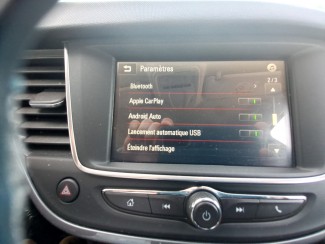 Paramètres
2/3
Bluetooth
Apple CarPlay
Android Auto
Lancement automatique USB
Éteindre l'affichage